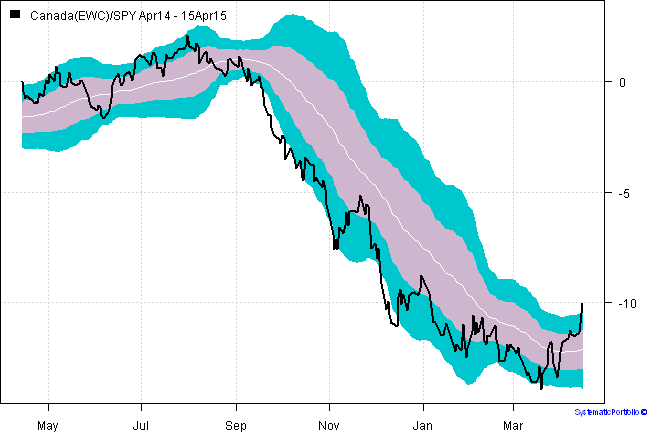 Canada(EWC)/SPY Apr14 - 15Apr15
0
-5
-10
May Jul Sep Nov Jan Mar
SystematicPortfolio ©